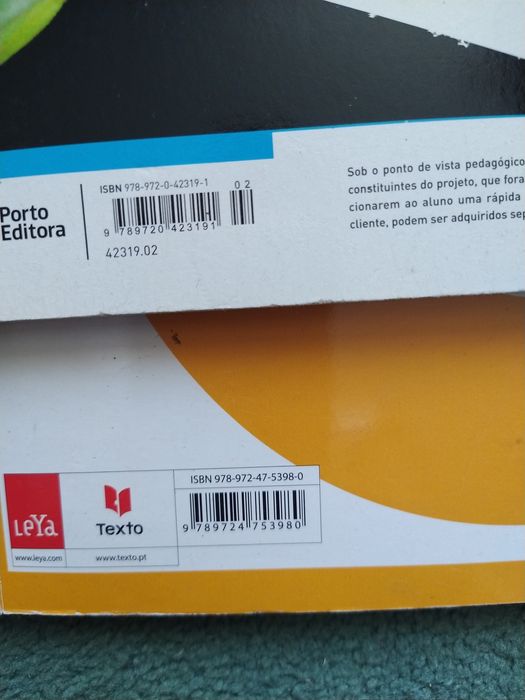 ISBN 978-972-0-42319-1
02
9 789720 423191
42319.02
Porto
Editora
Sob o ponto de vista pedagógico
constituintes do projeto, que fora
cionarem ao aluno uma rápida
cliente, podem ser adquiridos sep
ISBN 978-972-47-5398-0
9 789724 753980
LeYa
www.leya.com
Texto
www.texto.pt